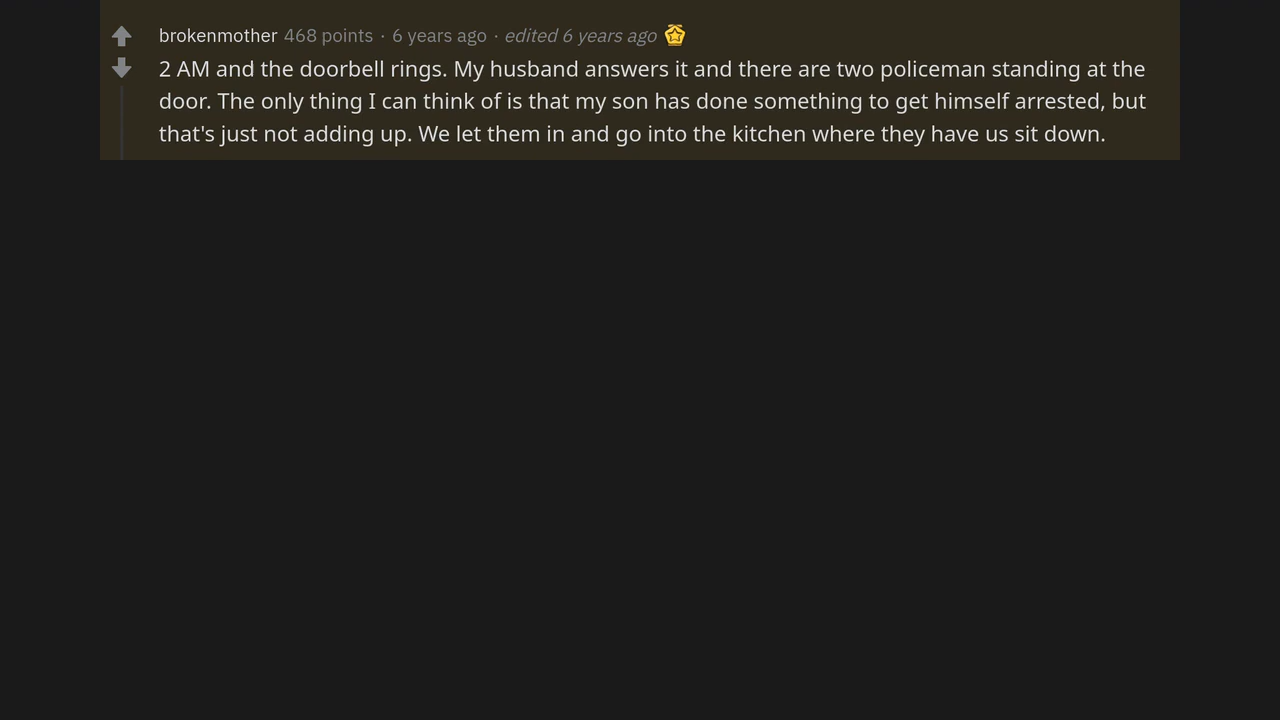 brokenmother 468 points · 6 years ago · edited 6 years ago
2 AM and the doorbell rings. My husband answers it and there are two policeman standing at the
door. The only thing I can think of is that my son has done something to get himself arrested, but
that's just not adding up. We let them in and go into the kitchen where they have us sit down.